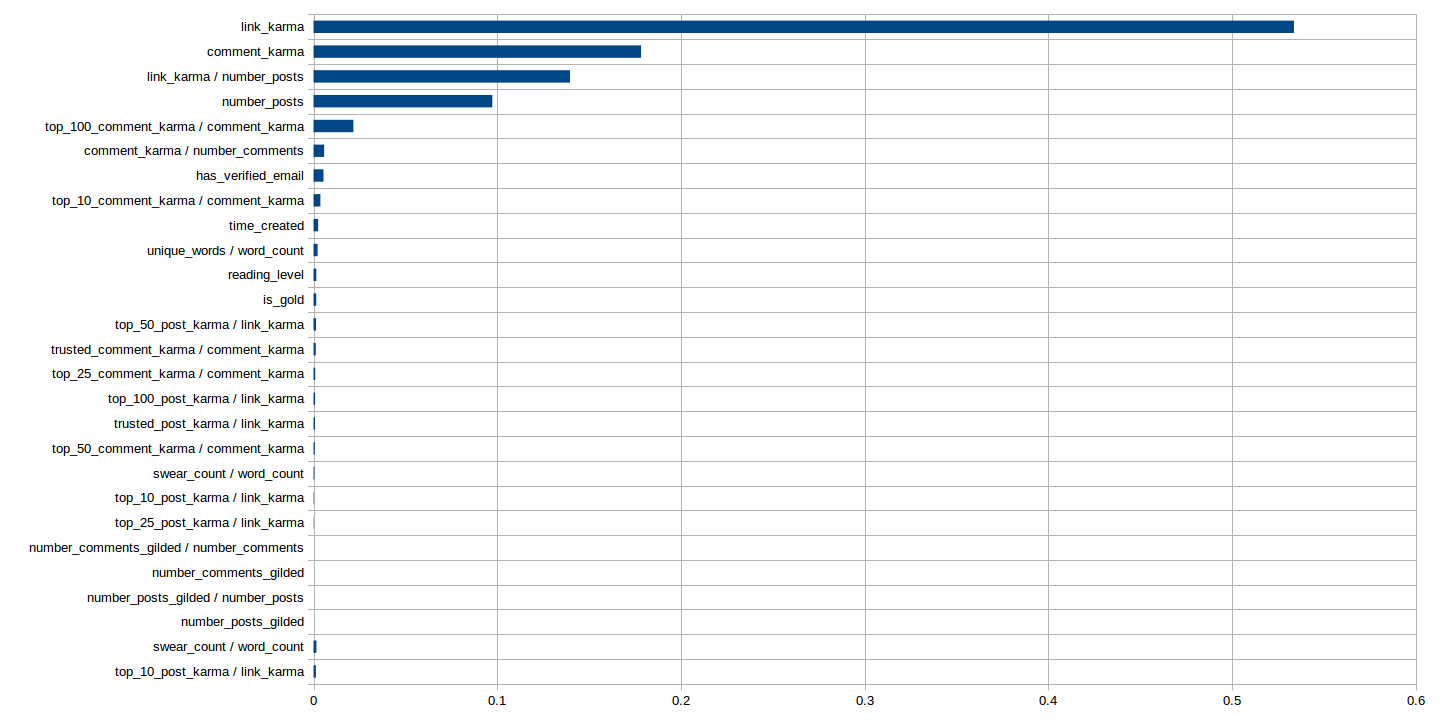 link_karma
comment_karma
link_karma / number_posts
number_posts
top_100_comment_karma / comment_karma
comment_karma / number_comments
has_verified_email
top_10_comment_karma / comment_karma
time_created
unique_words / word_count
reading_level
is_gold
top_50_post_karma / link_karma
trusted_comment_karma / comment_karma
top_25_comment_karma / comment_karma
top_100_post_karma / link_karma
trusted_post_karma / link_karma
top_50_comment_karma / comment_karma
swear_count / word_count
top_10_post_karma / link_karma
top_25_post_karma / link_karma
number_comments_gilded / number_comments
number_comments_gilded
number_posts_gilded / number_posts
number_posts_gilded
swear_count / word_count
top_10_post_karma / link_karma
0 0.1 0.2 0.3 0.4 0.5 0.6